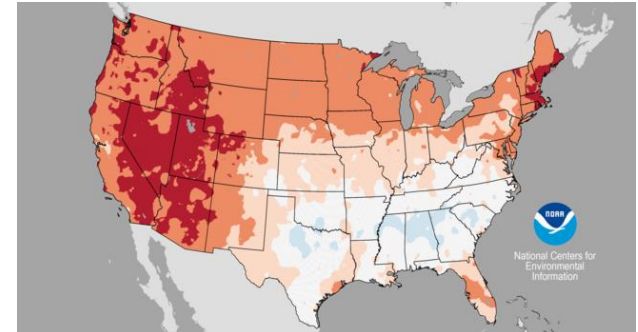 NOAA
National Centers for
Environmental
Information